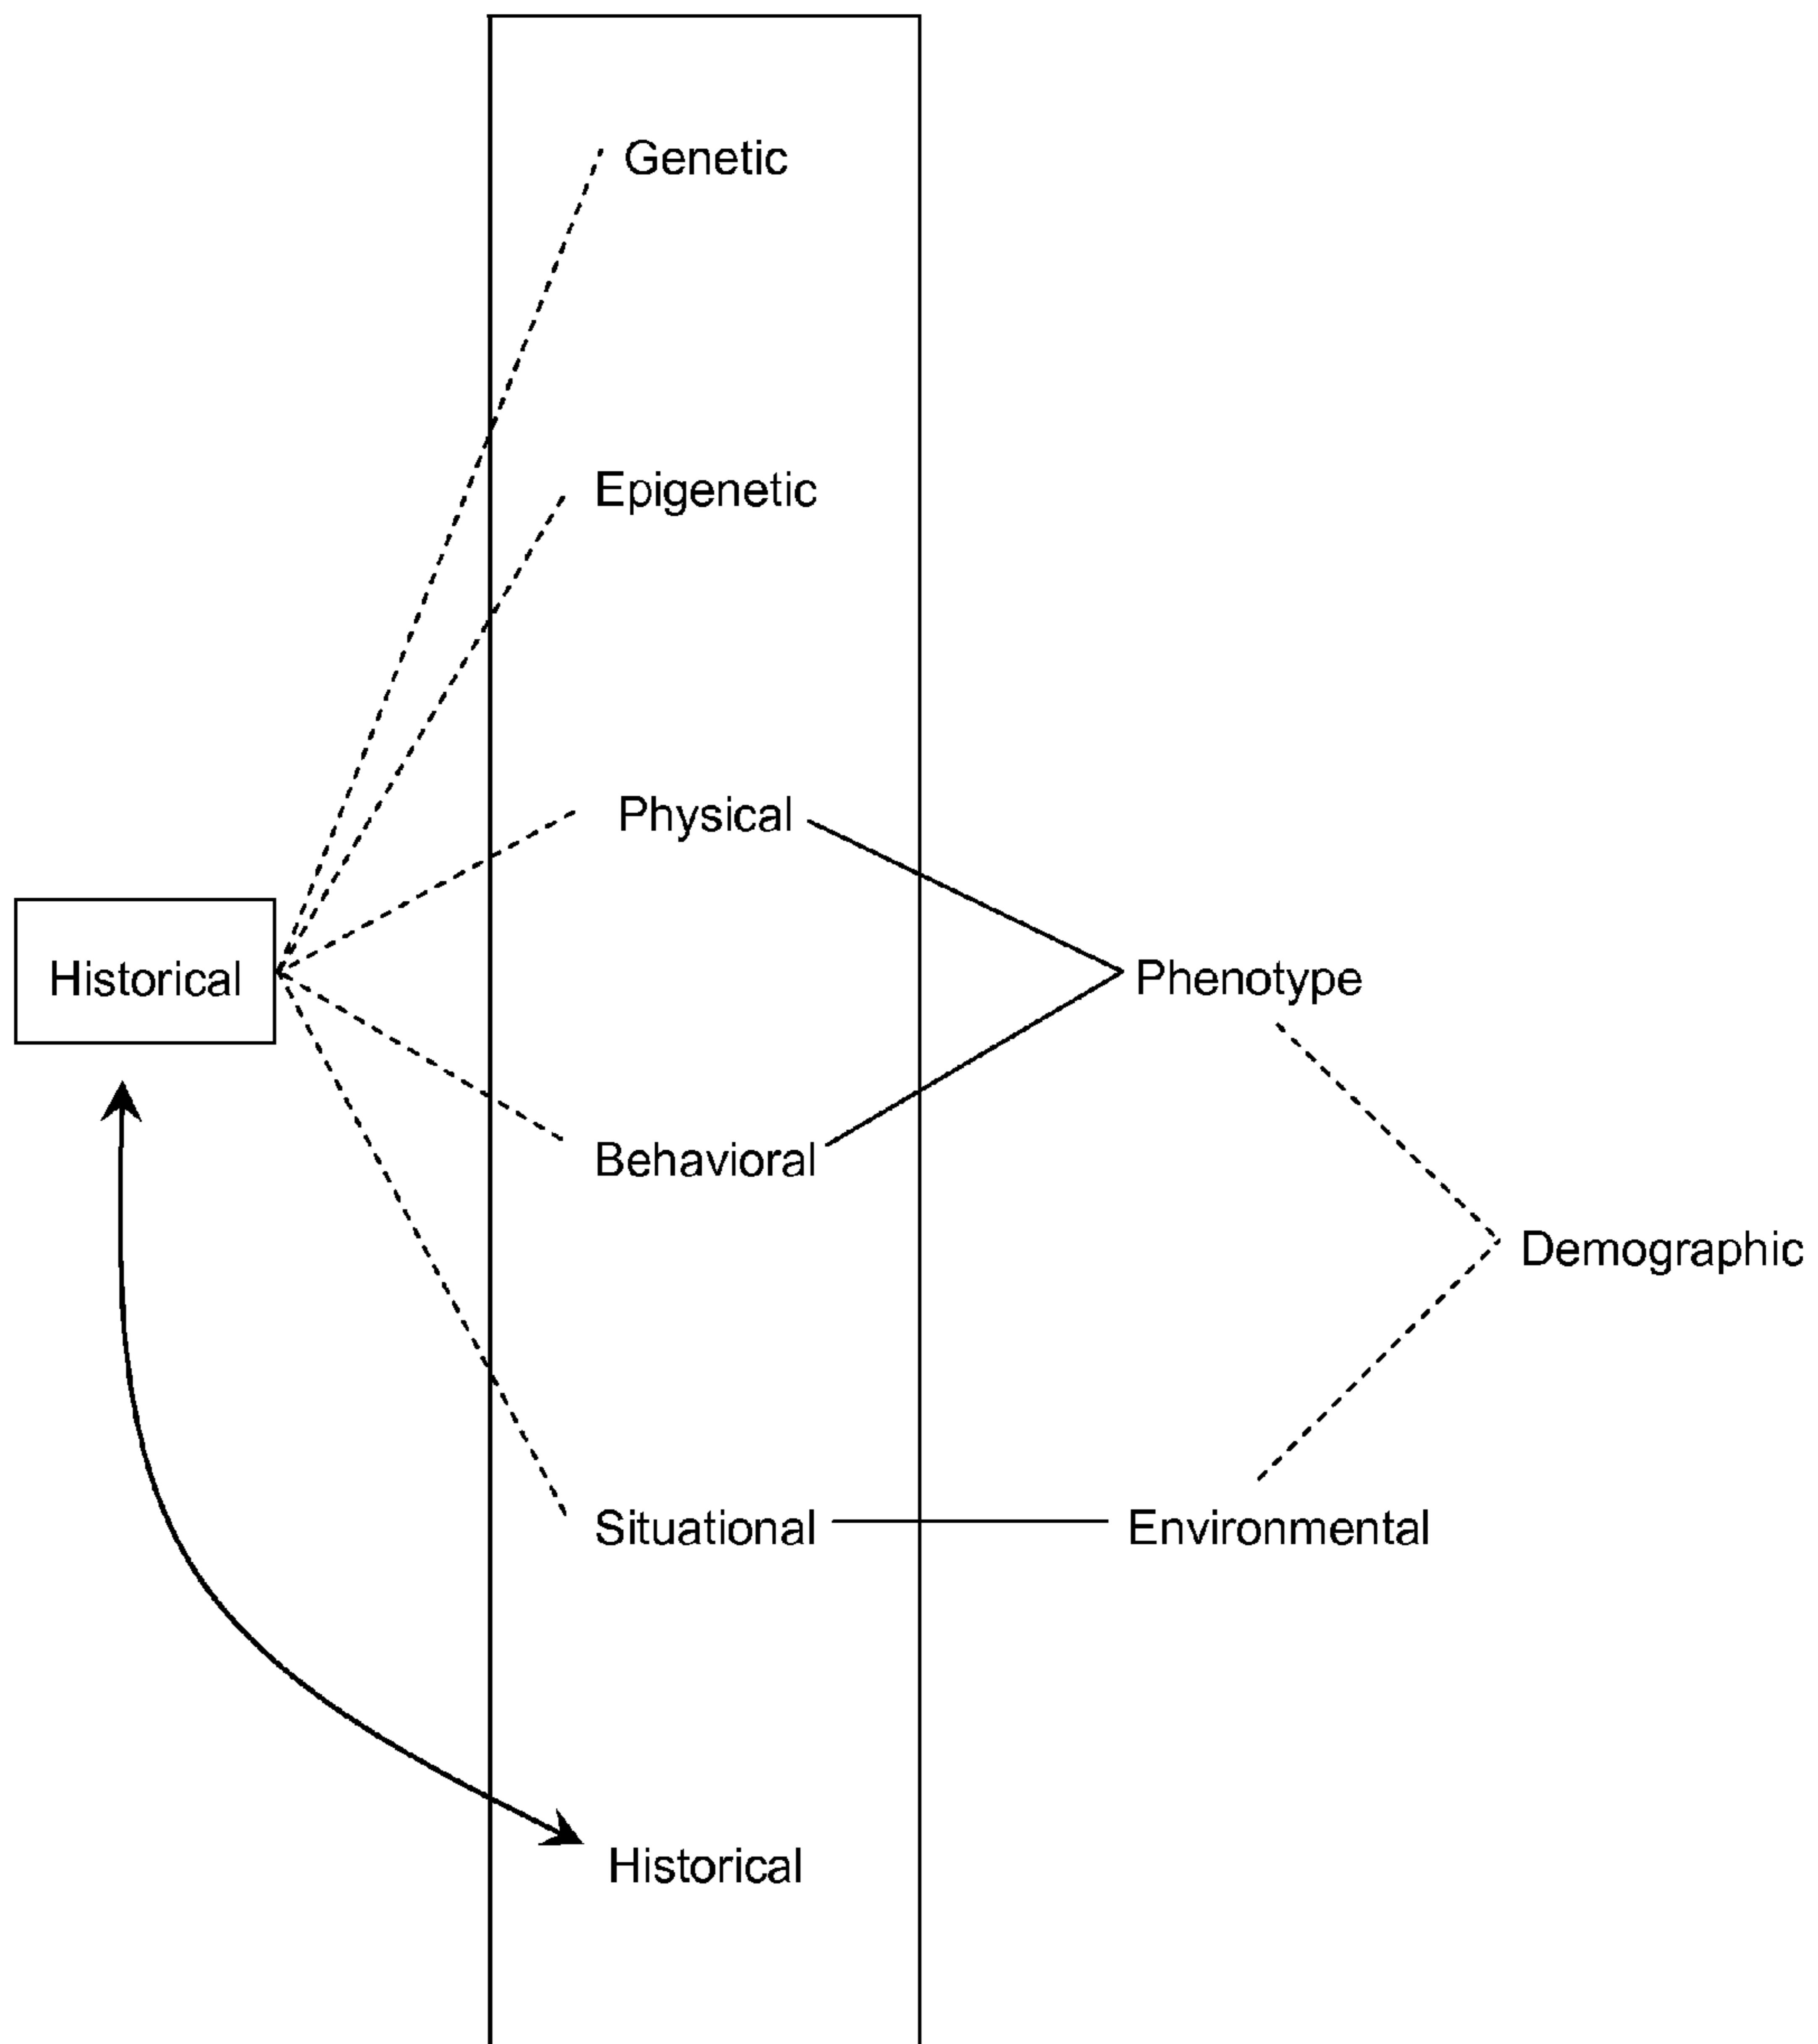 Genetic
Epigenetic
Physical
Historical
Phenotype
Behavioral
Demographic
Situational
Environmental
Historical